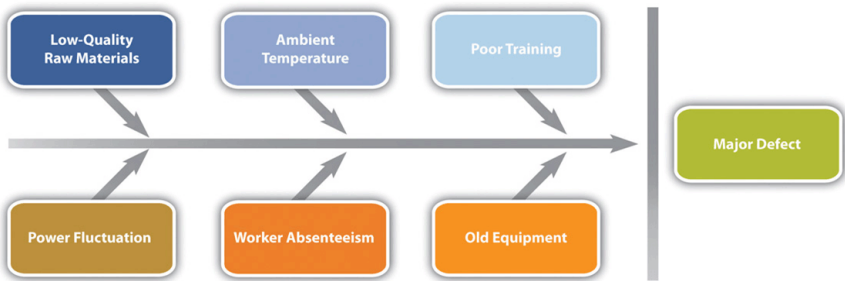 Low-Quality
Raw Materials
Ambient
Temperature
Poor Training
Major Defect
Power Fluctuation
Worker Absenteeism
Old Equipment